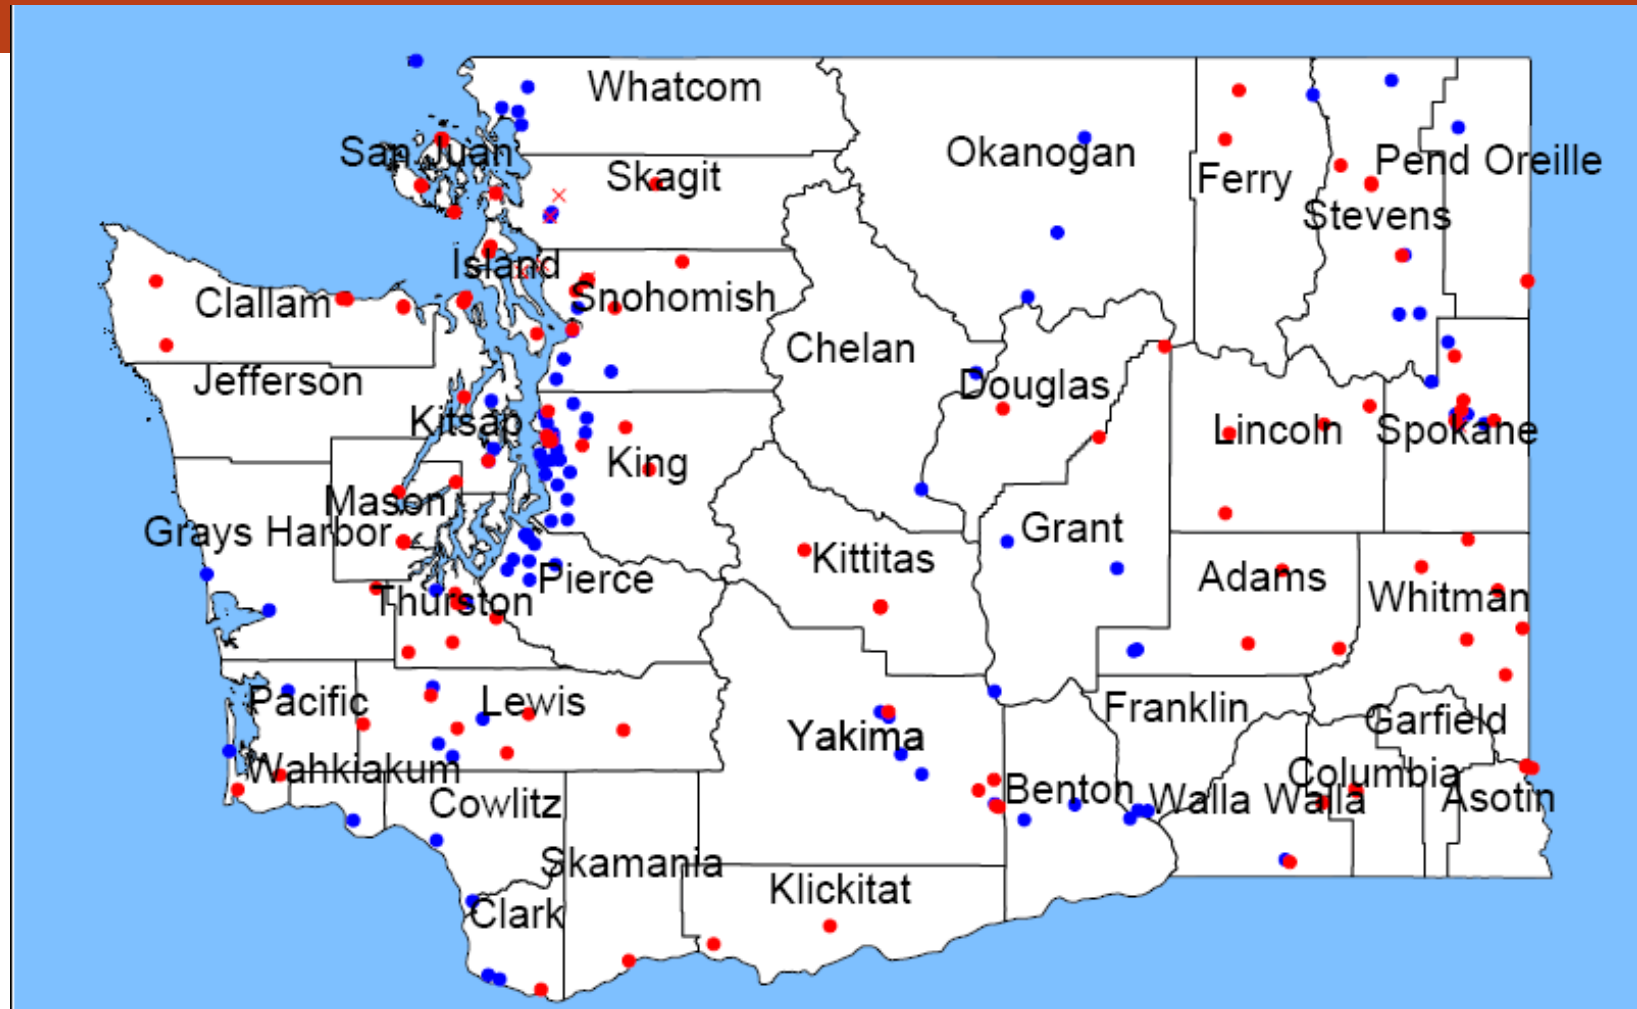 Whatcom
San Juan
Skagit
Okanogan
Ferry
Pend Oreille
Stevens
Island
Clallam
Snohomish
Chelan
Jefferson
Douglas
Kitsap
King
Lincoln
Spokane
Mason
Grays Harbor
Grant
Kittitas
Pierce
Adams
Thurston
Whitman
Pacific
Lewis
Franklin
Garfield
Yakima
Wahkiakum
Columbia
Benton
Walla Walla
Asotin
Cowlitz
Skamania
Klickitat
Clark